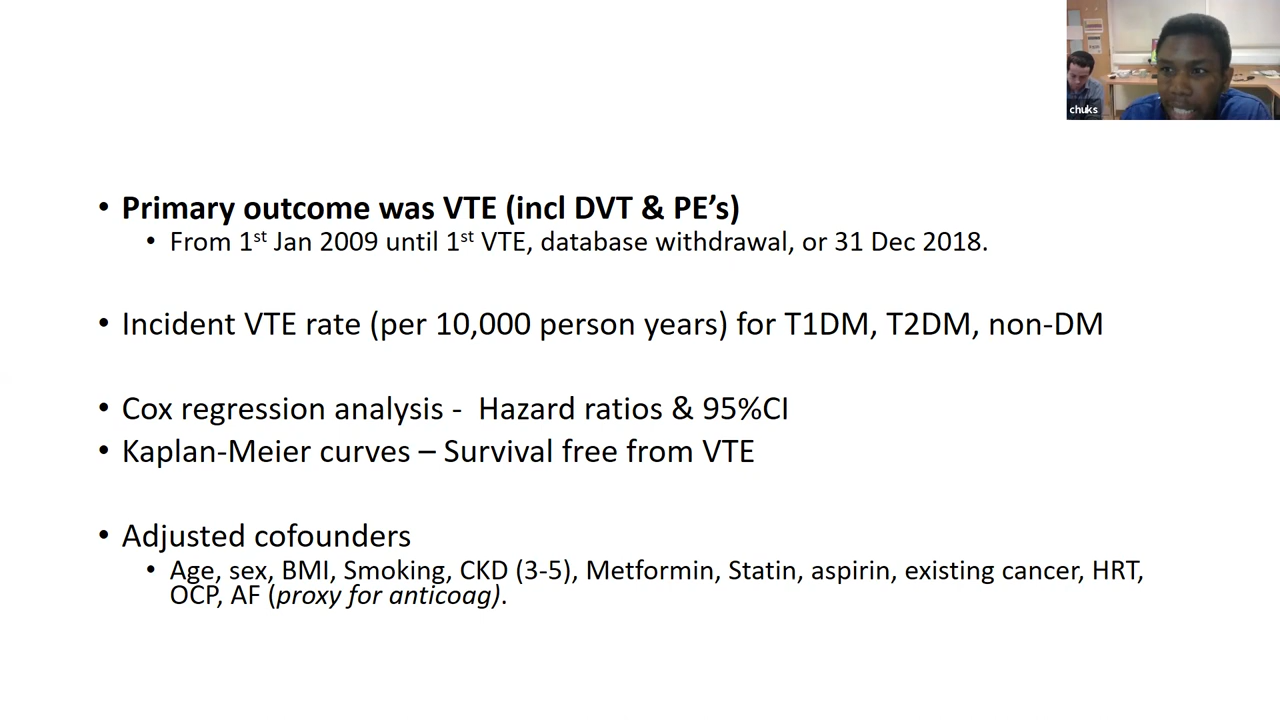 chuks
• Primary outcome was VTE (incl DVT & PE's)
• From 1st Jan 2009 until 1st VTE, database withdrawal, or 31 Dec 2018.
• Incident VTE rate (per 10,000 person years) for T1DM, T2DM, non-DM
• Cox regression analysis - Hazard ratios & 95%CI
• Kaplan-Meier curves – Survival free from VTE
• Adjusted cofounders
• Age, sex, BMI, Smoking, CKD (3-5), Metformin, Statin, aspirin, existing cancer, HRT,
OCP, AF (proxy for anticoag).